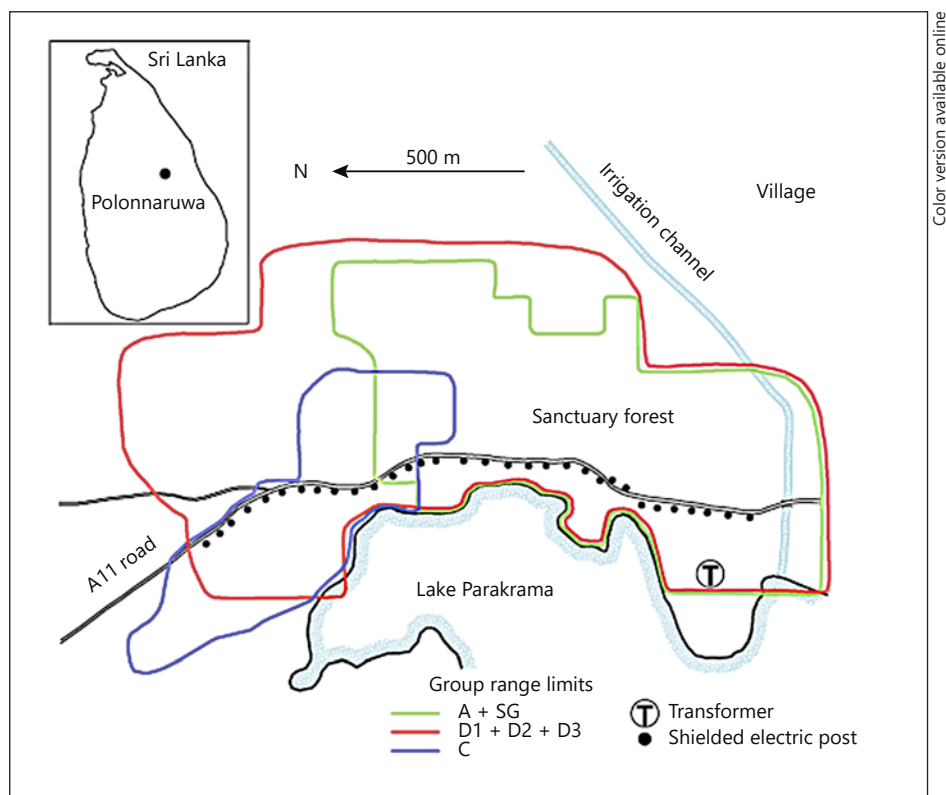 Color version available online
Sri Lanka
Polonnaruwa
N
500 m
Irrigation channel
Village
Sanctuary forest
A11 road
Lake Parakrama
Group range limits
A + SG
D1 + D2 + D3
C
T
T Transformer
Shielded electric post